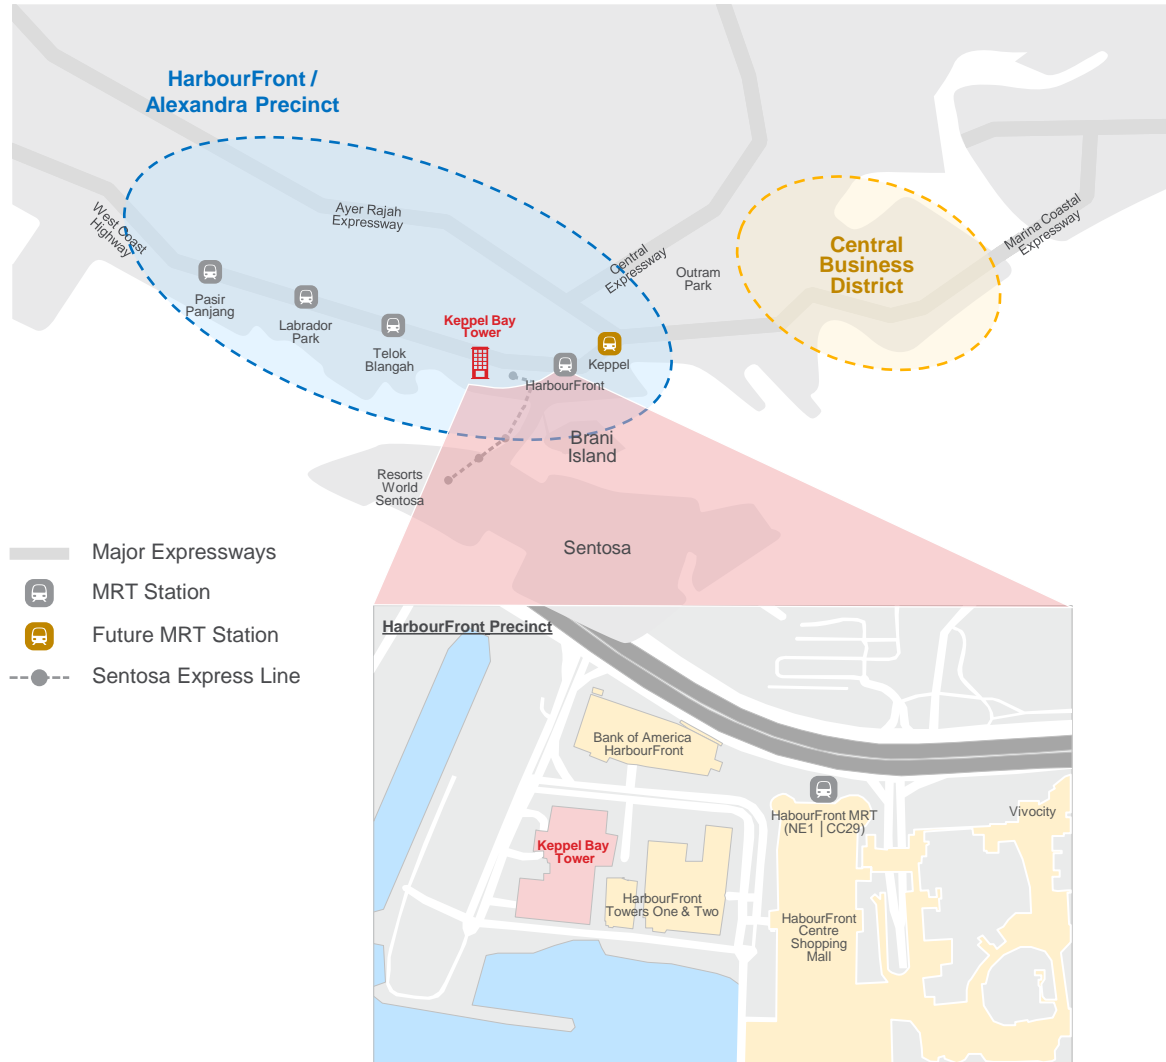 HarbourFront /
Alexandra Precinct
Ayer Rajah
Expressway
West Coast
Highway
Central
Expressway
Outram
Park
Central
Business
District
Marina Coastal
Expressway
Pasir
Panjang
Labrador
Park
Telok
Blangah
Keppel Bay
Tower
HarbourFront
Keppel
Brani
Island
Resorts
World
Sentosa
Sentosa
Major Expressways
MRT Station
Future MRT Station
Sentosa Express Line
HarbourFront Precinct
Bank of America
HarbourFront
HabourFront MRT
(NE1 | CC29)
Vivocity
Keppel Bay
Tower
HarbourFront
Towers One & Two
HabourFront
Centre
Shopping
Mall